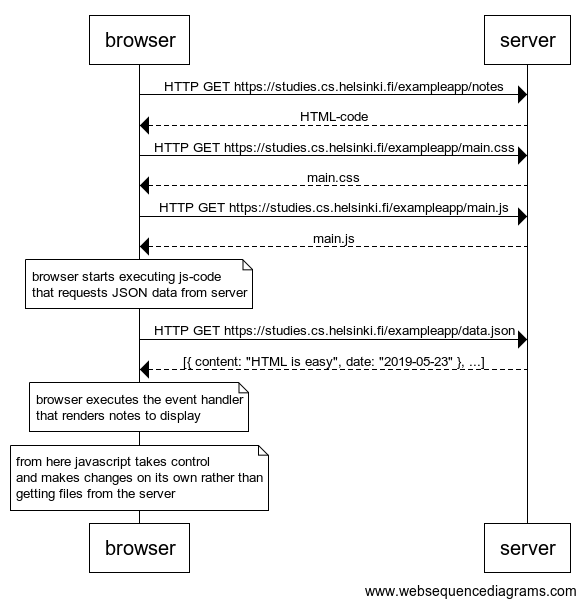 browser
server
HTTP GET https://studies.cs.helsinki.fi/exampleapp/notes
HTML-code
HTTP GET https://studies.cs.helsinki.fi/exampleapp/main.css
main.css
HTTP GET https://studies.cs.helsinki.fi/exampleapp/main.js
main.js
browser starts executing js-code
that requests JSON data from server
HTTP GET https://studies.cs.helsinki.fi/exampleapp/data.json
[{ content: "HTML is easy", date: "2019-05-23" }, ...]
browser executes the event handler
that renders notes to display
from here javascript takes control
and makes changes on its own rather than
getting files from the server
browser
server
www.websequencediagrams.com